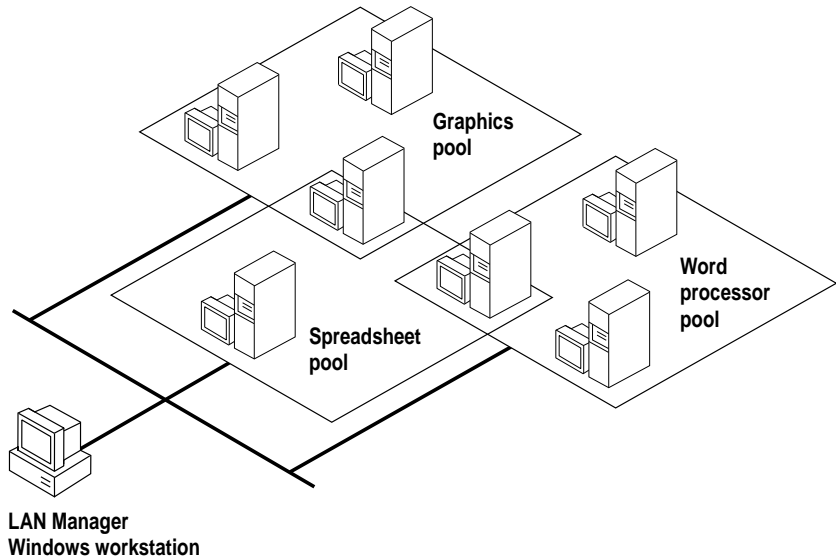 Graphics
pool
Word
processor
pool
Spreadsheet
pool
LAN Manager
Windows workstation